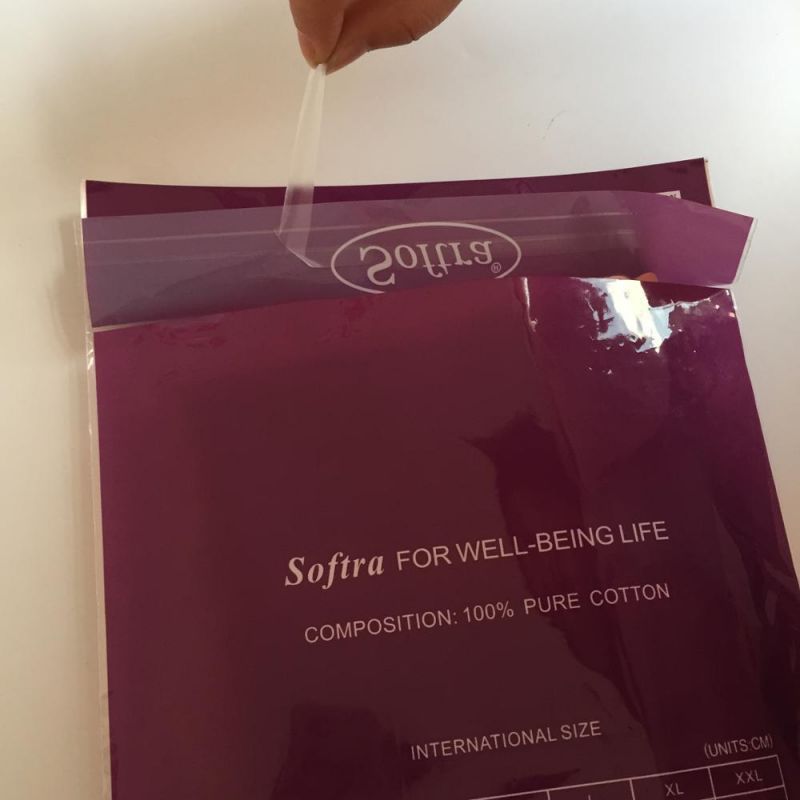 Softra®
Softra FOR WELL-BEING LIFE
COMPOSITION: 100% PURE COTTON
INTERNATIONAL SIZE
(UNITS:CM)
L XL XXL